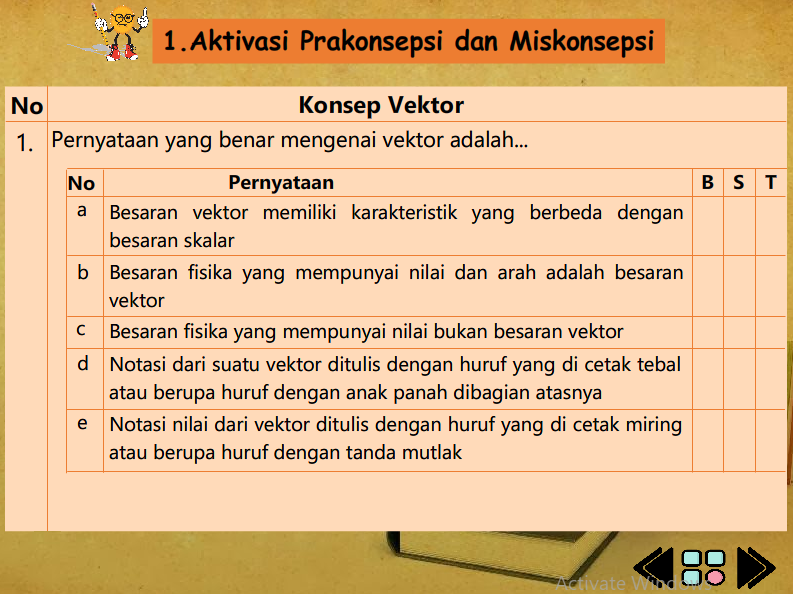 1.Aktivasi Prakonsepsi dan Miskonsepsi
No Konsep Vektor
1. Pernyataan yang benar mengenai vektor adalah...
No Pernyataan B S T
a Besaran vektor memiliki karakteristik yang berbeda dengan
besaran skalar
b Besaran fisika yang mempunyai nilai dan arah adalah besaran
vektor
c Besaran fisika yang mempunyai nilai bukan besaran vektor
d Notasi dari suatu vektor ditulis dengan huruf yang di cetak tebal
atau berupa huruf dengan anak panah dibagian atasnya
e Notasi nilai dari vektor ditulis dengan huruf yang di cetak miring
atau berupa huruf dengan tanda mutlak
Activate Windows